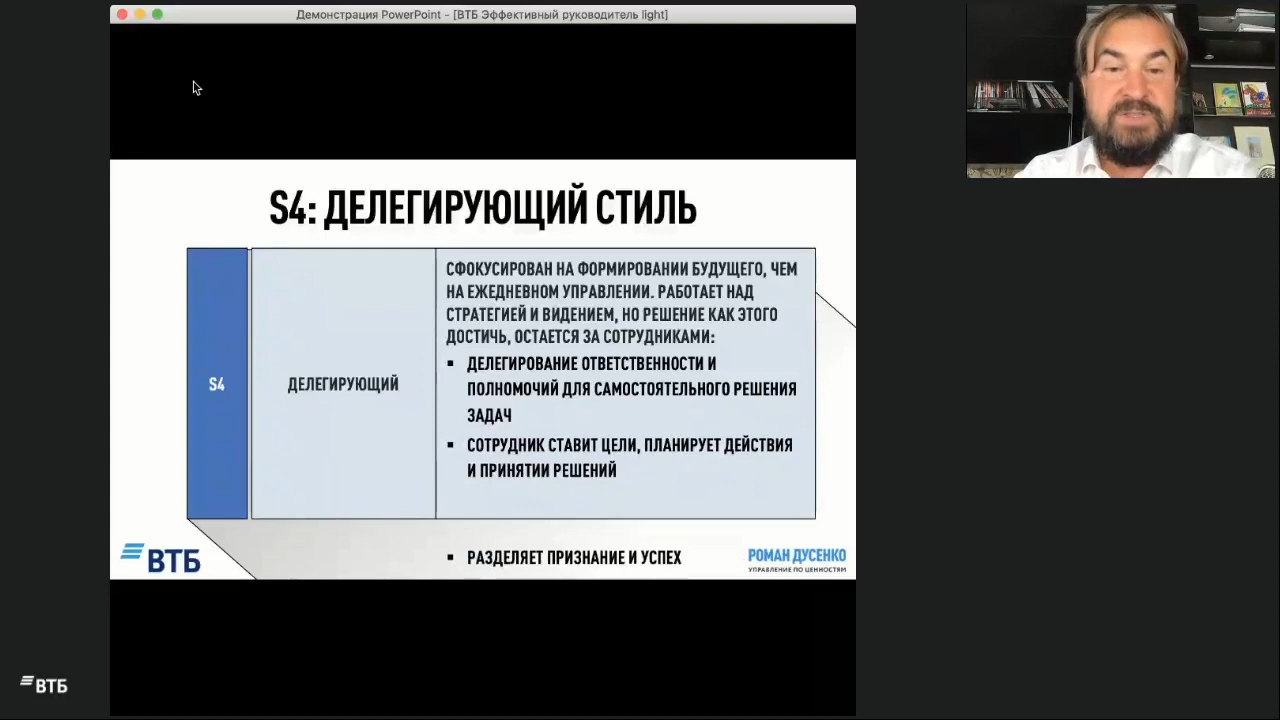 Демонстрация PowerPoint - [ВТБ Эффективный руководитель light]
S4: ДЕЛЕГИРУЮЩИЙ СТИЛЬ
S4
ДЕЛЕГИРУЮЩИЙ
СФОКУСИРОВАН НА ФОРМИРОВАНИИ БУДУЩЕГО, ЧЕМ
НА ЕЖЕДНЕВНОМ УПРАВЛЕНИИ. РАБОТАЕТ НАД
СТРАТЕГИЕЙ И ВИДЕНИЕМ, НО РЕШЕНИЕ КАК ЭТОГО
ДОСТИЧЬ, ОСТАЕТСЯ ЗА СОТРУДНИКАМИ:
▪ ДЕЛЕГИРОВАНИЕ ОТВЕТСТВЕННОСТИ И
ПОЛНОМОЧИЙ ДЛЯ САМОСТОЯТЕЛЬНОГО РЕШЕНИЯ
ЗАДАЧ
▪ СОТРУДНИК СТАВИТ ЦЕЛИ, ПЛАНИРУЕТ ДЕЙСТВИЯ
И ПРИНЯТИИ РЕШЕНИЙ
▪ РАЗДЕЛЯЕТ ПРИЗНАНИЕ И УСПЕХ
ВТБ
РОМАН ДУСЕНКО
УПРАВЛЕНИЕ ПО ЦЕННОСТЯМ
ВТБ